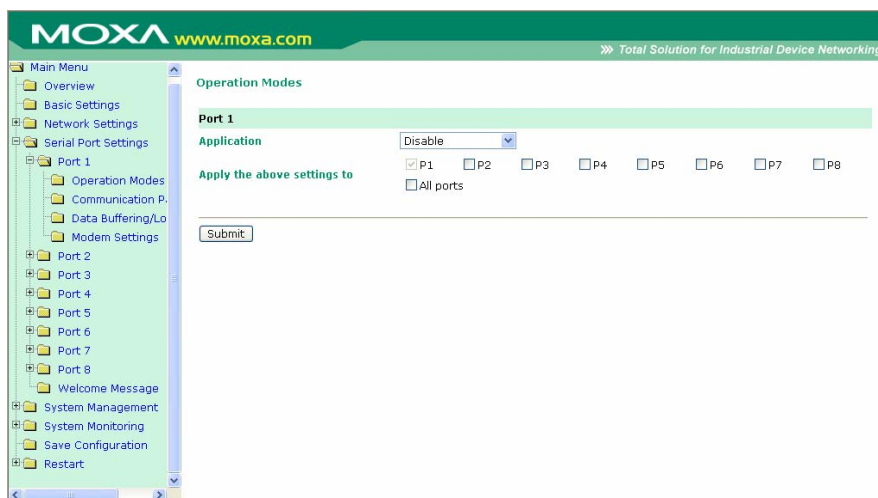 MOXA www.moxa.com
Total Solution for Industrial Device Networking
Main Menu
Overview
Basic Settings
Network Settings
Serial Port Settings
Port 1
Operation Modes
Communication Pa
Data Buffering/Lo
Modem Settings
Port 2
Port 3
Port 4
Port 5
Port 6
Port 7
Port 8
Welcome Message
System Management
System Monitoring
Save Configuration
Restart
Operation Modes
Port 1
Application Disable
Apply the above settings to P1 P2 P3 P4 P5 P6 P7 P8
All ports
Submit